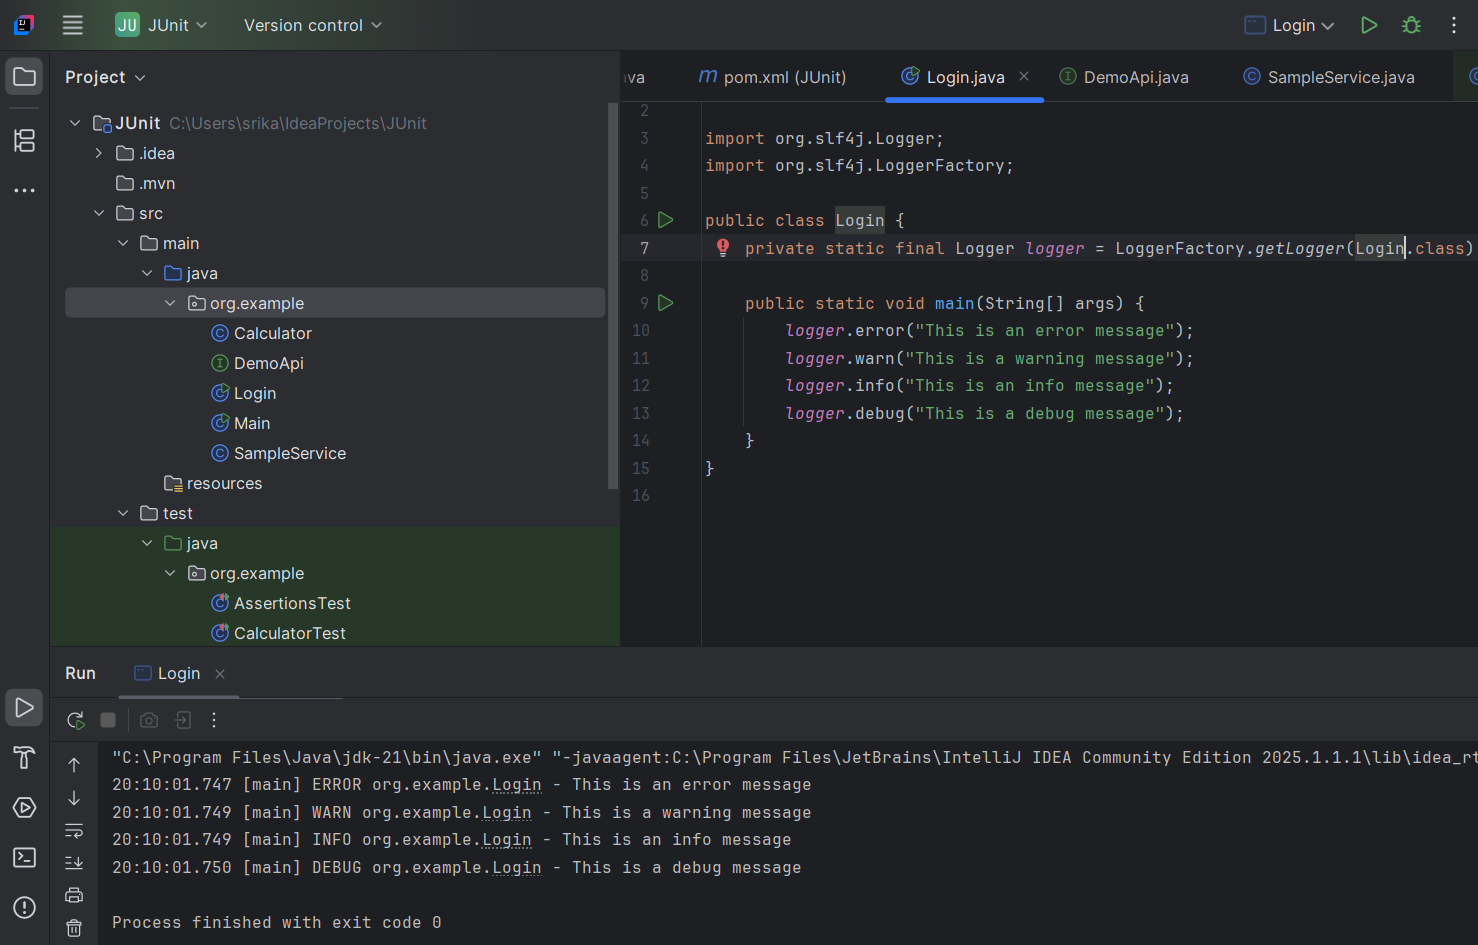 JU JUnit Version control Login
Project
ava
pom.xml (JUnit)
Login.java
DemoApi.java
SampleService.java
JUnit C:\Users\srika\IdeaProjects\JUnit
.idea
.mvn
src
main
java
org.example
Calculator
DemoApi
Login
Main
SampleService
resources
test
java
org.example
AssertionsTest
CalculatorTest
2
3 import org.slf4j.Logger;
4 import org.slf4j.LoggerFactory;
5
6 public class Login {
7 private static final Logger logger = LoggerFactory.getLogger(Login.class)
8
9 public static void main(String[] args) {
10 logger.error("This is an error message");
11 logger.warn("This is a warning message");
12 logger.info("This is an info message");
13 logger.debug("This is a debug message");
14 }
15 }
16
Run Login
"C:\Program Files\Java\jdk-21\bin\java.exe" "-javaagent:C:\Program Files\JetBrains\IntelliJ IDEA Community Edition 2025.1.1.1\lib\idea_rt
20:10:01.747 [main] ERROR org.example.Login - This is an error message
20:10:01.749 [main] WARN org.example.Login - This is a warning message
20:10:01.749 [main] INFO org.example.Login - This is an info message
20:10:01.750 [main] DEBUG org.example.Login - This is a debug message
Process finished with exit code 0